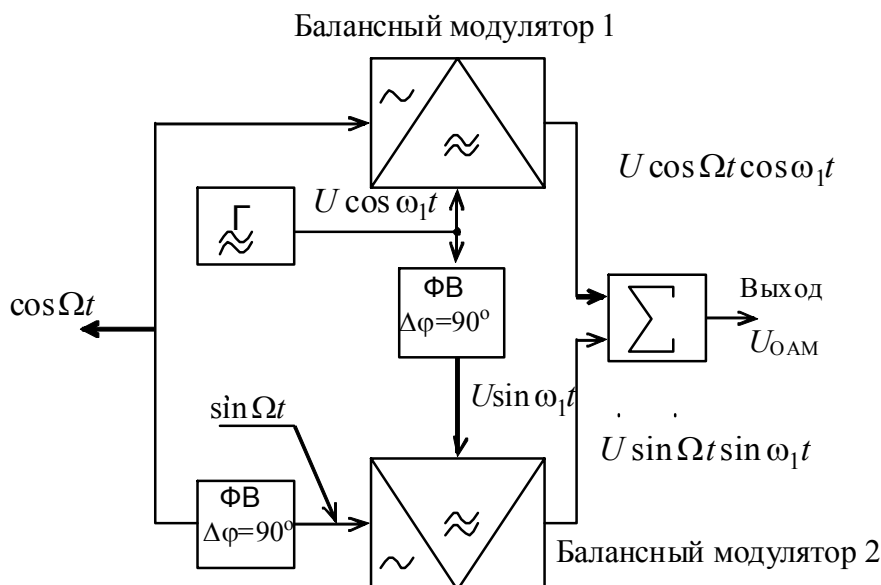 Балансный модулятор 1
U cos Ωt cos ω₁t
U cos ω₁t
Г
cos Ωt
ФВ
Δφ=90°
Σ
Выход
U_ОАМ
sin Ωt
U sin ω₁t
U sin Ωt sin ω₁t
ФВ
Δφ=90°
Балансный модулятор 2